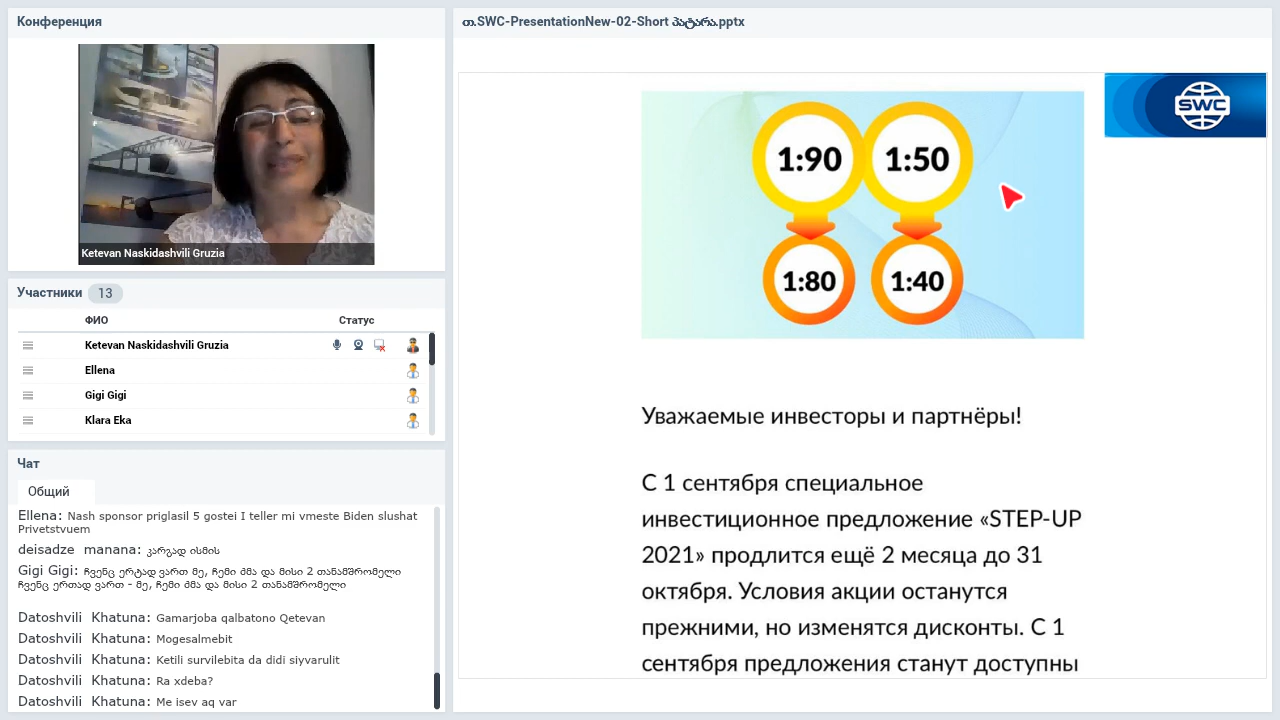 Конференция
Ketevan Naskidashvili Gruzia
Участники 13
ФИО Статус
Ketevan Naskidashvili Gruzia
Ellena
Gigi Gigi
Klara Eka
Чат
Общий
Ellena: Nash sponsor priglasil 5 gostei I teller mi vmeste Biden slushat
Privetstvuem
deisadze manana: კარგად ისმის
Gigi Gigi: ჩვენც ერტად ვართ მე, ჩემი ძმა და მისი 2 თანამშრომელი
ჩვენც ერთად ვართ - მე, ჩემი ძმა და მისი 2 თანამშრომელი
Datoshvili Khatuna: Gamarjoba qalbatono Qetevan
Datoshvili Khatuna: Mogesalmebit
Datoshvili Khatuna: Ketili survilebita da didi siyvarulit
Datoshvili Khatuna: Ra xdeba?
Datoshvili Khatuna: Me isev aq var
თ.SWC-PresentationNew-02-Short პატარა.pptx
SWC
1:90 1:50
1:80 1:40
Уважаемые инвесторы и партнёры!
С 1 сентября специальное
инвестиционное предложение «STEP-UP
2021» продлится ещё 2 месяца до 31
октября. Условия акции останутся
прежними, но изменятся дисконты. С 1
сентября предложения станут доступны